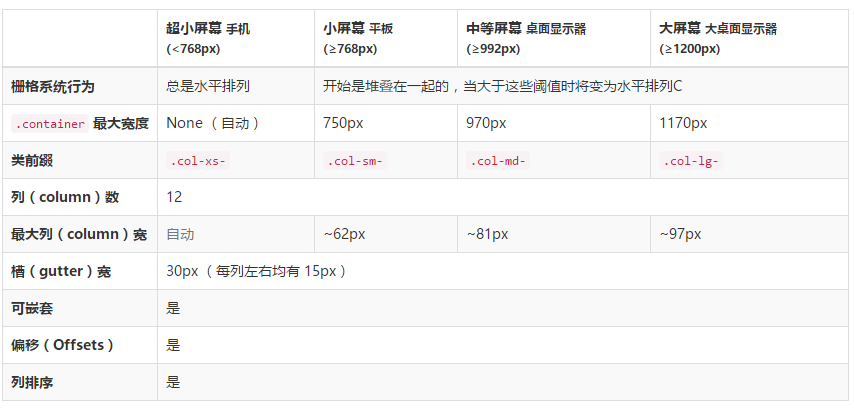 超小屏幕 手机 小屏幕 平板 中等屏幕 桌面显示器 大屏幕 大桌面显示器
(<768px) (≥768px) (≥992px) (≥1200px)
栅格系统行为 总是水平排列 开始是堆叠在一起的，当大于这些阈值时将变为水平排列C
.container 最大宽度 None （自动） 750px 970px 1170px
类前缀 .col-xs- .col-sm- .col-md- .col-lg-
列（column）数 12
最大列（column）宽 自动 ~62px ~81px ~97px
槽（gutter）宽 30px （每列左右均有 15px）
可嵌套 是
偏移（Offsets） 是
列排序 是